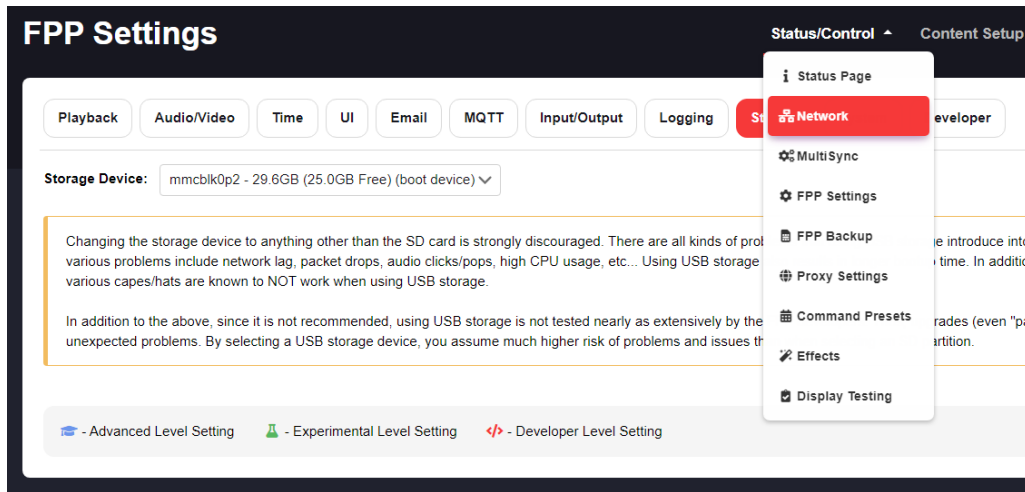 FPP Settings
Status/Control
Content Setup
Status Page
Network
MultiSync
FPP Settings
FPP Backup
Proxy Settings
Command Presets
Effects
Display Testing
Playback
Audio/Video
Time
UI
Email
MQTT
Input/Output
Logging
St
eveloper
Storage Device:
mmcblk0p2 - 29.6GB (25.0GB Free) (boot device)
Changing the storage device to anything other than the SD card is strongly discouraged. There are all kinds of prob
various problems include network lag, packet drops, audio clicks/pops, high CPU usage, etc... Using USB storage
time. In additi
various capes/hats are known to NOT work when using USB storage.
In addition to the above, since it is not recommended, using USB storage is not tested nearly as extensively by the
unexpected problems. By selecting a USB storage device, you assume much higher risk of problems and issues th
artition.
- Advanced Level Setting
- Experimental Level Setting
</> - Developer Level Setting